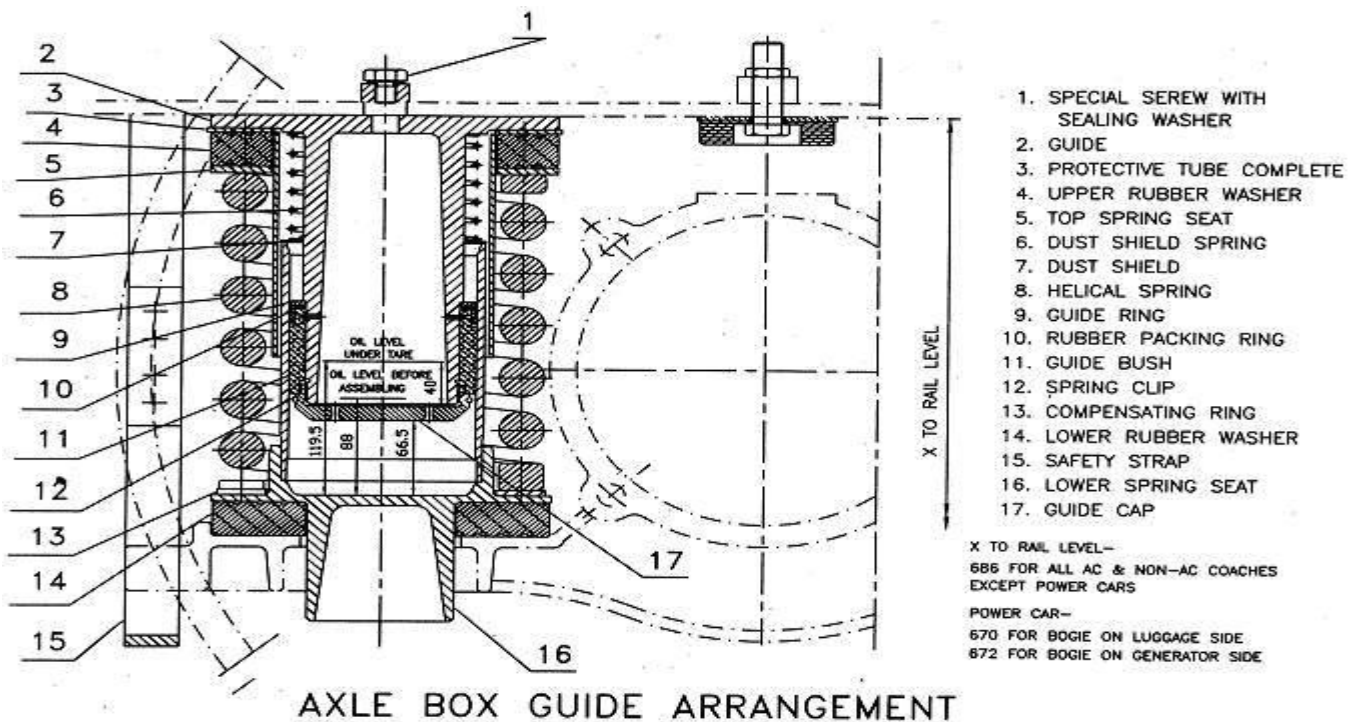 1
2
3
4
5
6
7
8
9
10
11
12
13
14
15
16
17
OIL LEVEL
UNDER TARE
OIL LEVEL BEFORE
ASSEMBLING
40
119.5
88
66.5
X TO RAIL LEVEL
1. SPECIAL SEREW WITH
SEALING WASHER
2. GUIDE
3. PROTECTIVE TUBE COMPLETE
4. UPPER RUBBER WASHER
5. TOP SPRING SEAT
6. DUST SHIELD SPRING
7. DUST SHIELD
8. HELICAL SPRING
9. GUIDE RING
10. RUBBER PACKING RING
11. GUIDE BUSH
12. SPRING CLIP
13. COMPENSATING RING
14. LOWER RUBBER WASHER
15. SAFETY STRAP
16. LOWER SPRING SEAT
17. GUIDE CAP
X TO RAIL LEVEL—
686 FOR ALL AC & NON-AC COACHES
EXCEPT POWER CARS
POWER CAR—
670 FOR BOGIE ON LUGGAGE SIDE
672 FOR BOGIE ON GENERATOR SIDE
AXLE BOX GUIDE ARRANGEMENT